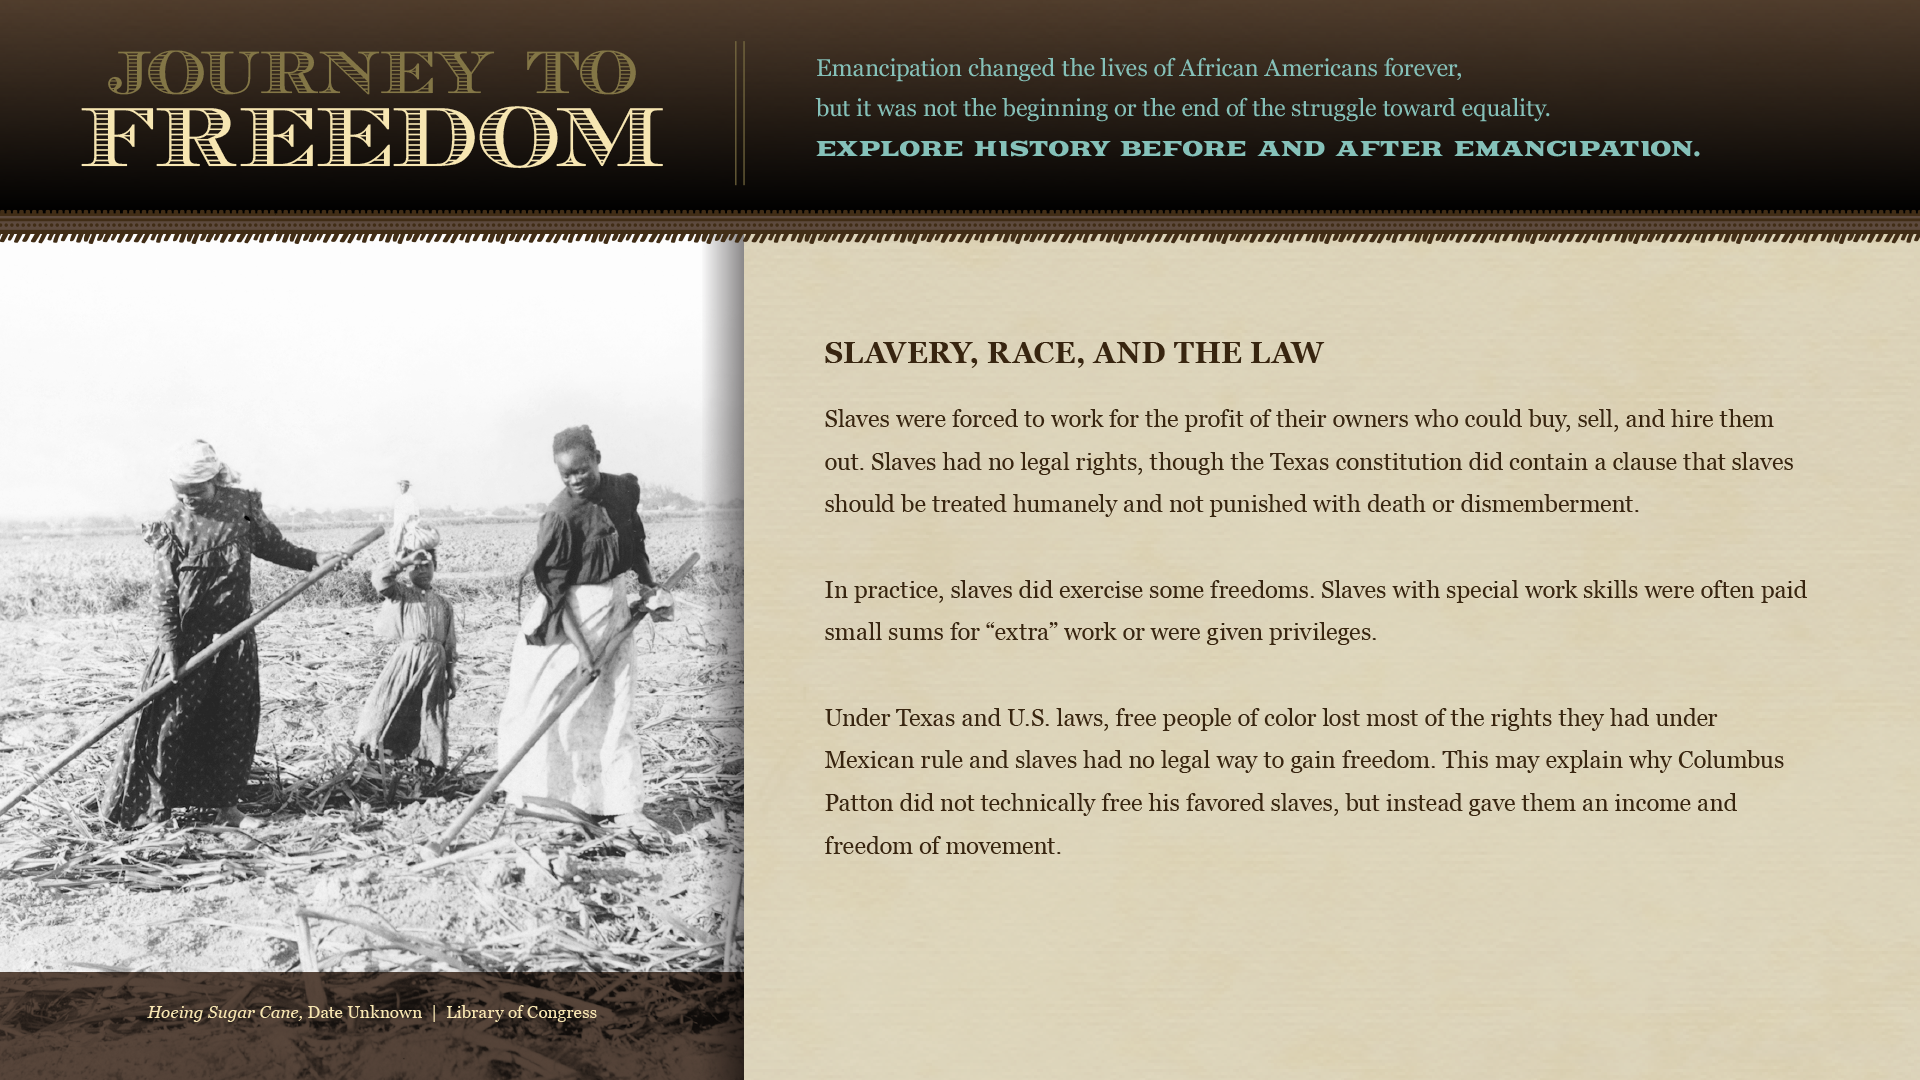 JOURNEY TO
FREEDOM
Emancipation changed the lives of African Americans forever,
but it was not the beginning or the end of the struggle toward equality.
EXPLORE HISTORY BEFORE AND AFTER EMANCIPATION.
SLAVERY, RACE, AND THE LAW
Slaves were forced to work for the profit of their owners who could buy, sell, and hire them
out. Slaves had no legal rights, though the Texas constitution did contain a clause that slaves
should be treated humanely and not punished with death or dismemberment.
In practice, slaves did exercise some freedoms. Slaves with special work skills were often paid
small sums for “extra” work or were given privileges.
Under Texas and U.S. laws, free people of color lost most of the rights they had under
Mexican rule and slaves had no legal way to gain freedom. This may explain why Columbus
Patton did not technically free his favored slaves, but instead gave them an income and
freedom of movement.
Hoeing Sugar Cane, Date Unknown | Library of Congress